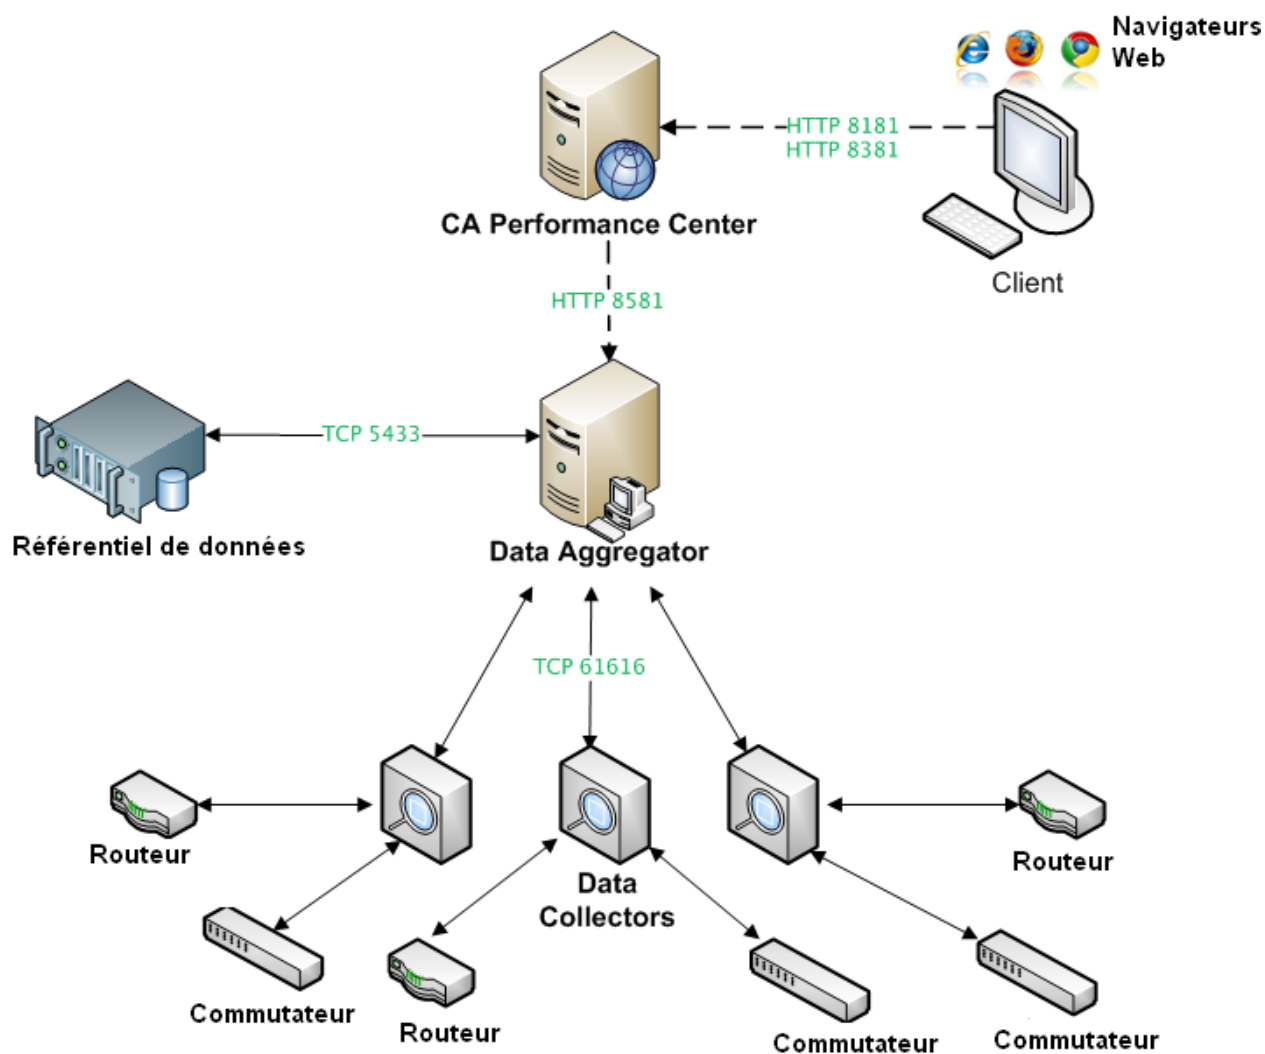 Navigateurs
Web
HTTP 8181
HTTP 8381
CA Performance Center
Client
HTTP 8581
TCP 5433
Référentiel de données
Data Aggregator
TCP 61616
Routeur
Routeur
Data
Collectors
Commutateur
Routeur
Commutateur
Commutateur